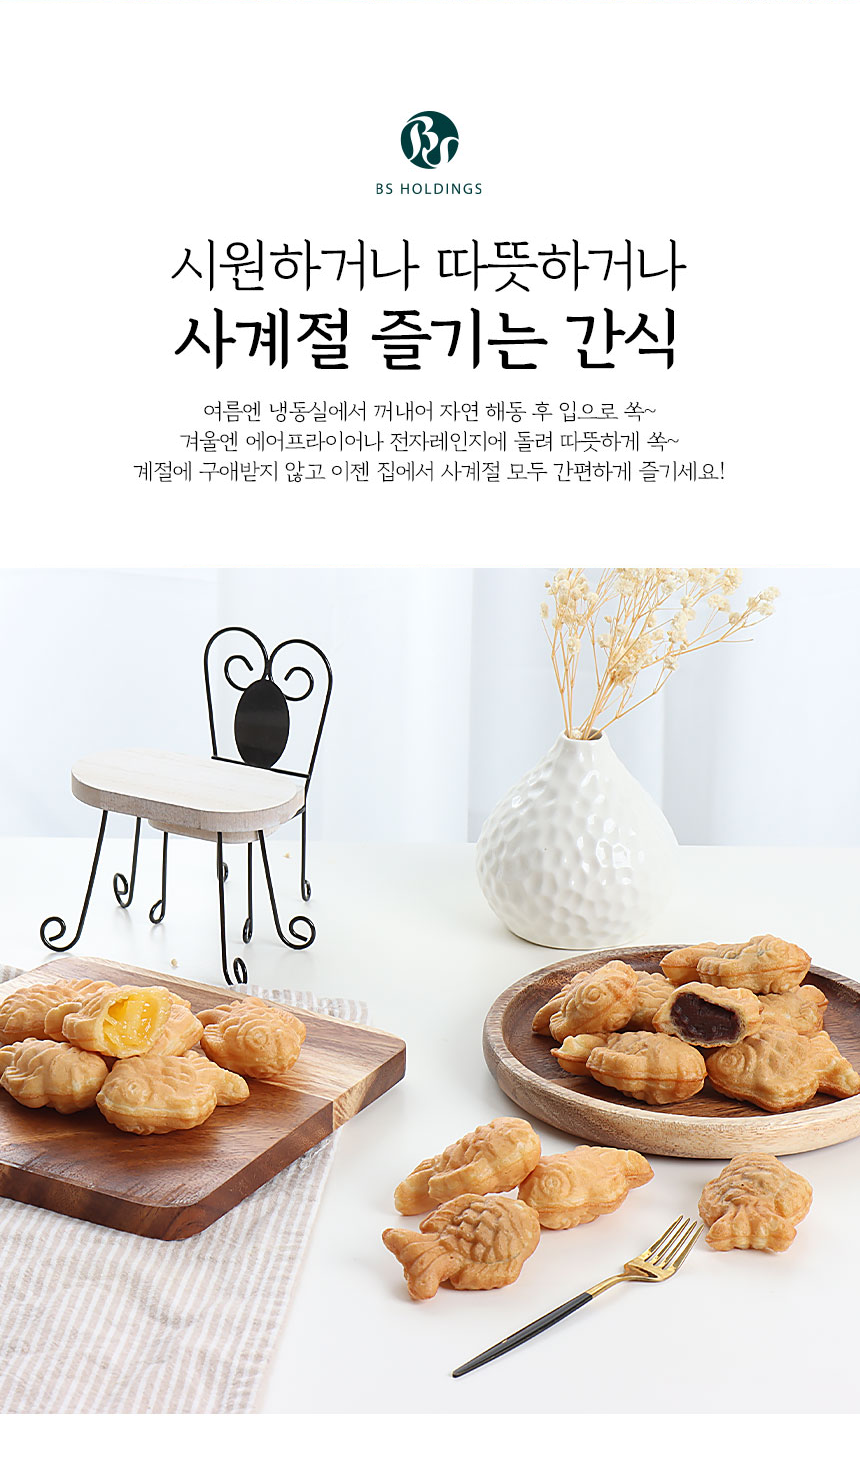 BS
BS HOLDINGS
시원하거나 따뜻하거나
사계절 즐기는 간식
여름엔 냉동실에서 꺼내어 자연 해동 후 입으로 쏙~
겨울엔 에어프라이어나 전자레인지에 돌려 따뜻하게 쏙~
계절에 구애받지 않고 이젠 집에서 사계절 모두 간편하게 즐기세요!